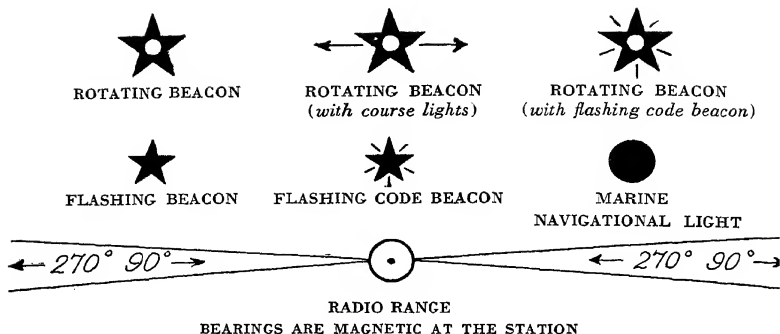 ROTATING BEACON
ROTATING BEACON
(with course lights)
ROTATING BEACON
(with flashing code beacon)
FLASHING BEACON
FLASHING CODE BEACON
MARINE
NAVIGATIONAL LIGHT
270° 90°
270° 90°
RADIO RANGE
BEARINGS ARE MAGNETIC AT THE STATION